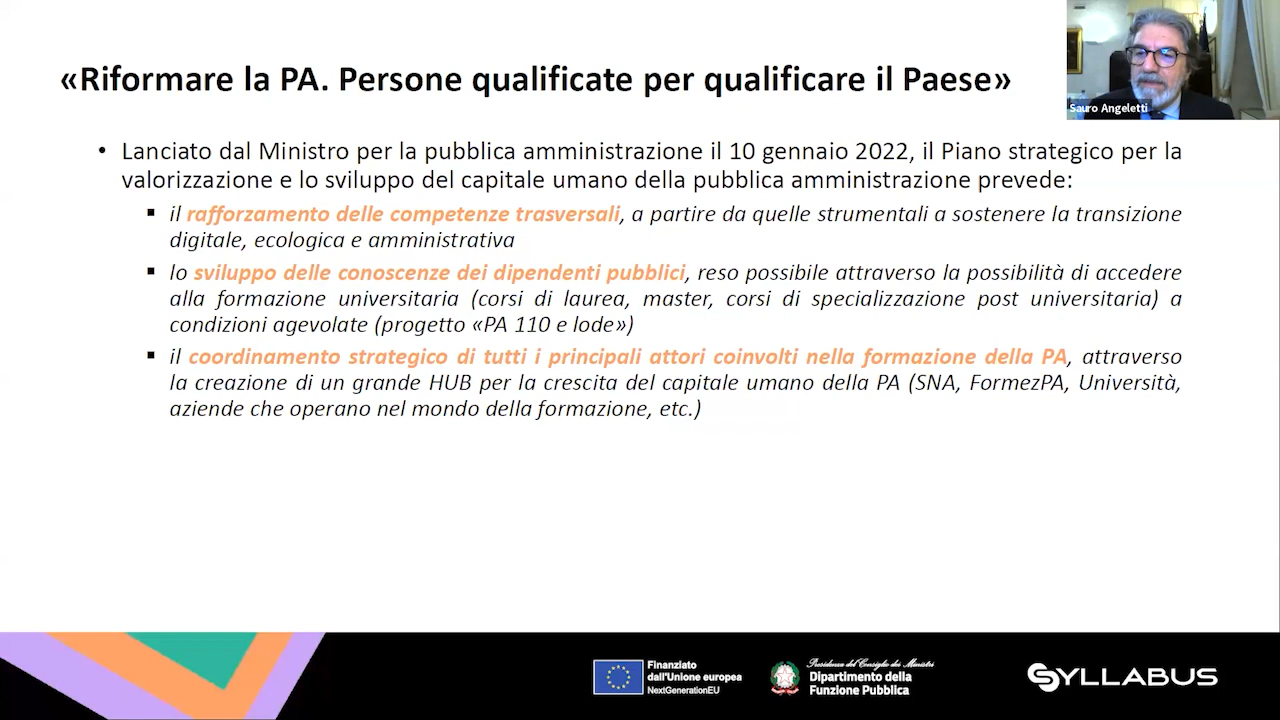 «Riformare la PA. Persone qualificate per qualificare il Paese»
Sauro Angeletti
• Lanciato dal Ministro per la pubblica amministrazione il 10 gennaio 2022, il Piano strategico per la
valorizzazione e lo sviluppo del capitale umano della pubblica amministrazione prevede:
▪ il rafforzamento delle competenze trasversali, a partire da quelle strumentali a sostenere la transizione
digitale, ecologica e amministrativa
▪ lo sviluppo delle conoscenze dei dipendenti pubblici, reso possibile attraverso la possibilità di accedere
alla formazione universitaria (corsi di laurea, master, corsi di specializzazione post universitaria) a
condizioni agevolate (progetto «PA 110 e lode»)
▪ il coordinamento strategico di tutti i principali attori coinvolti nella formazione della PA, attraverso
la creazione di un grande HUB per la crescita del capitale umano della PA (SNA, FormezPA, Università,
aziende che operano nel mondo della formazione, etc.)
Finanziato
dall'Unione europea
NextGenerationEU
Presidenza del Consiglio dei Ministri
Dipartimento della
Funzione Pubblica
SYLLABUS